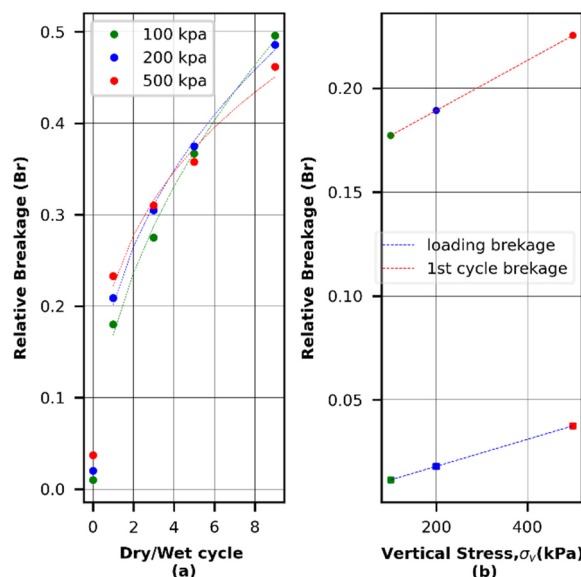 Relative Breakage (Br)
0.5
0.4
0.3
0.2
0.1
0.0
100 kpa
200 kpa
500 kpa
0 2 4 6 8
Dry/Wet cycle
(a)
Relative Breakage (Br)
0.20
0.15
0.10
0.05
loading brekage
1st cycle brekage
200 400
Vertical Stress,σᵥ(kPa)
(b)